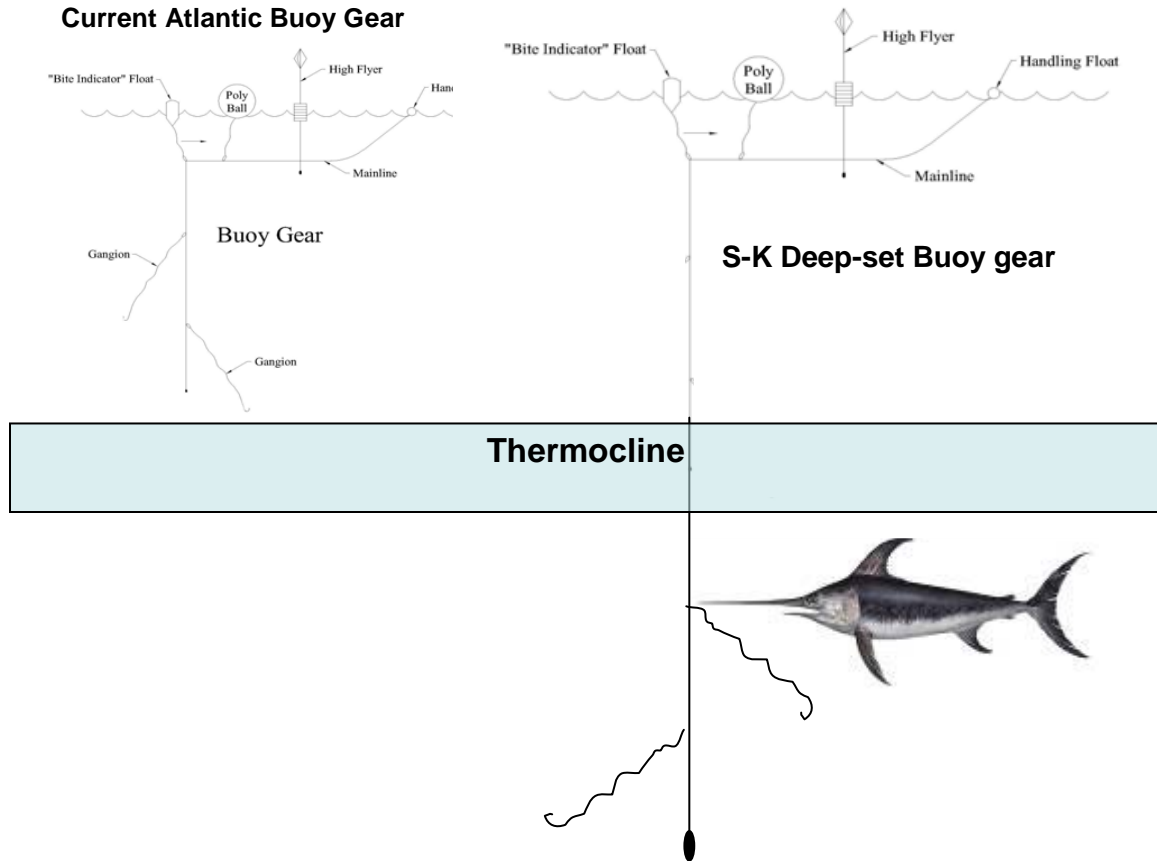 Current Atlantic Buoy Gear
"Bite Indicator" Float
Poly
Ball
High Flyer
Hand
Mainline
Buoy Gear
Gangion
Gangion
"Bite Indicator" Float
Poly
Ball
High Flyer
Handling Float
Mainline
S-K Deep-set Buoy gear
Thermocline